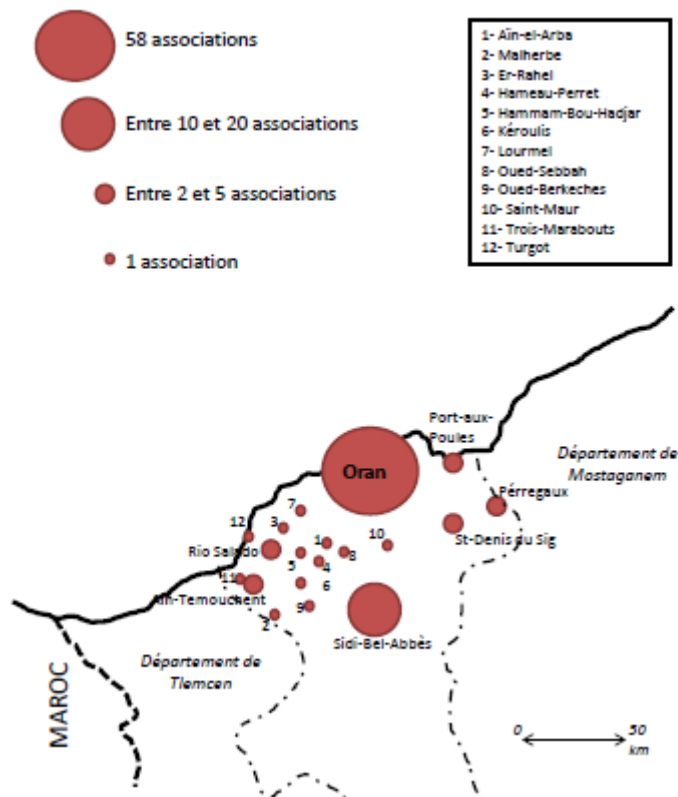 58 associations
Entre 10 et 20 associations
Entre 2 et 5 associations
1 association
1- Aïn-el-Arba
2- Malherbe
3- Er-Rahel
4- Hameau-Perret
5- Hammam-Bou-Hadjar
6- Kéroulis
7- Lourmel
8- Oued-Sebbah
9- Oued-Berkeches
10- Saint-Maur
11- Trois-Marabouts
12- Turgot
Port-aux-
Poules
Département de
Mostaganem
Oran
Pérregaux
7
12
3
St-Denis du Sig
1
10
Rio Salado
8
5
4
11
Aïn-Temouchent
6
9
2
Sidi-Bel-Abbès
Département de
Tlemcen
MAROC
0
50
km